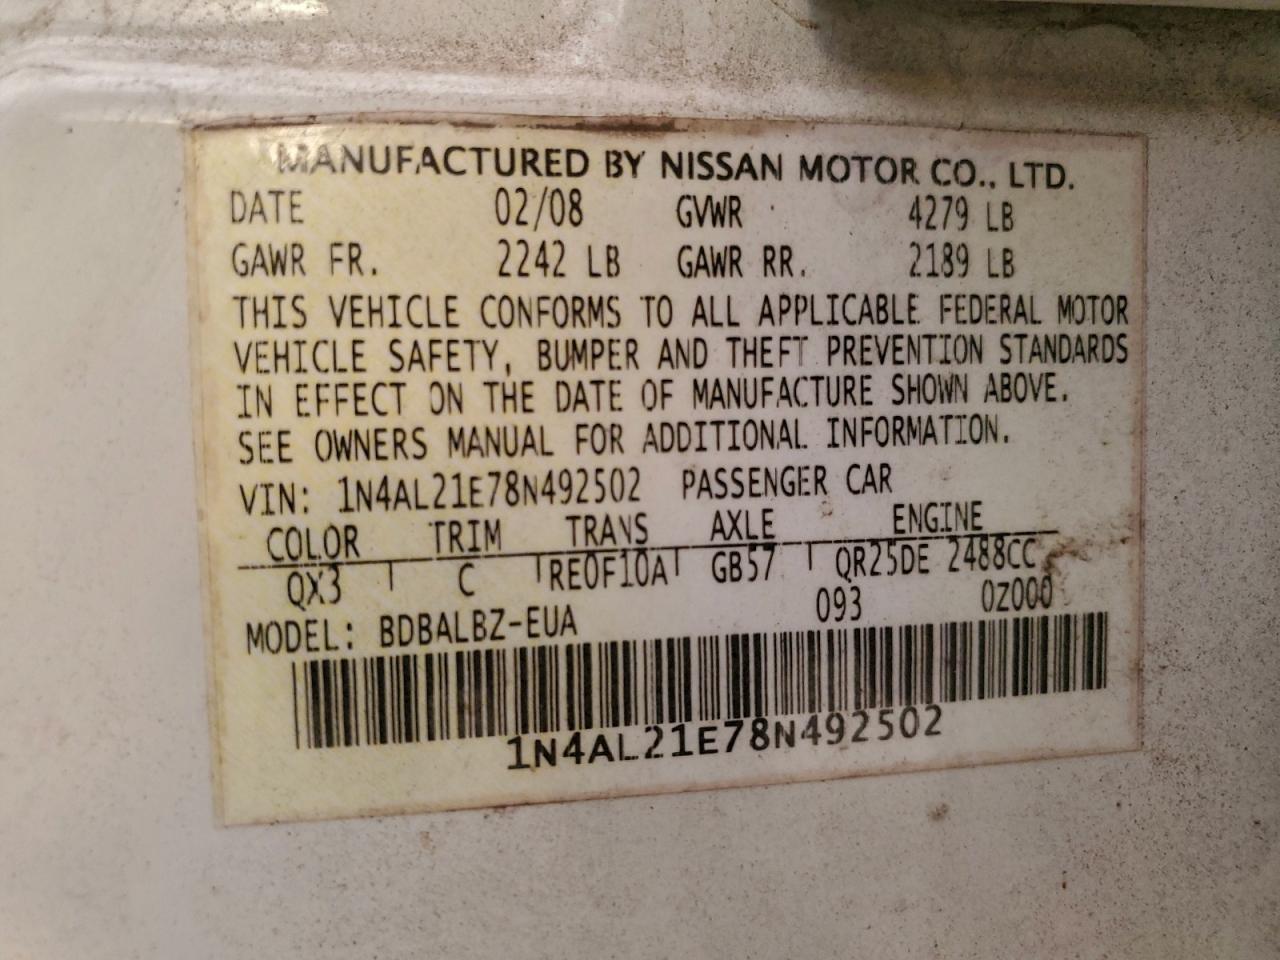 MANUFACTURED BY NISSAN MOTOR CO., LTD.
DATE 02/08 GVWR 4279 LB
GAWR FR. 2242 LB GAWR RR. 2189 LB
THIS VEHICLE CONFORMS TO ALL APPLICABLE FEDERAL MOTOR
VEHICLE SAFETY, BUMPER AND THEFT PREVENTION STANDARDS
IN EFFECT ON THE DATE OF MANUFACTURE SHOWN ABOVE.
SEE OWNERS MANUAL FOR ADDITIONAL INFORMATION.
VIN: 1N4AL21E78N492502 PASSENGER CAR
COLOR TRIM TRANS AXLE ENGINE
QX3 C RE0F10A GB57 QR25DE 2488CC
MODEL: BDBALBZ-EUA 093 0Z000
1N4AL21E78N492502